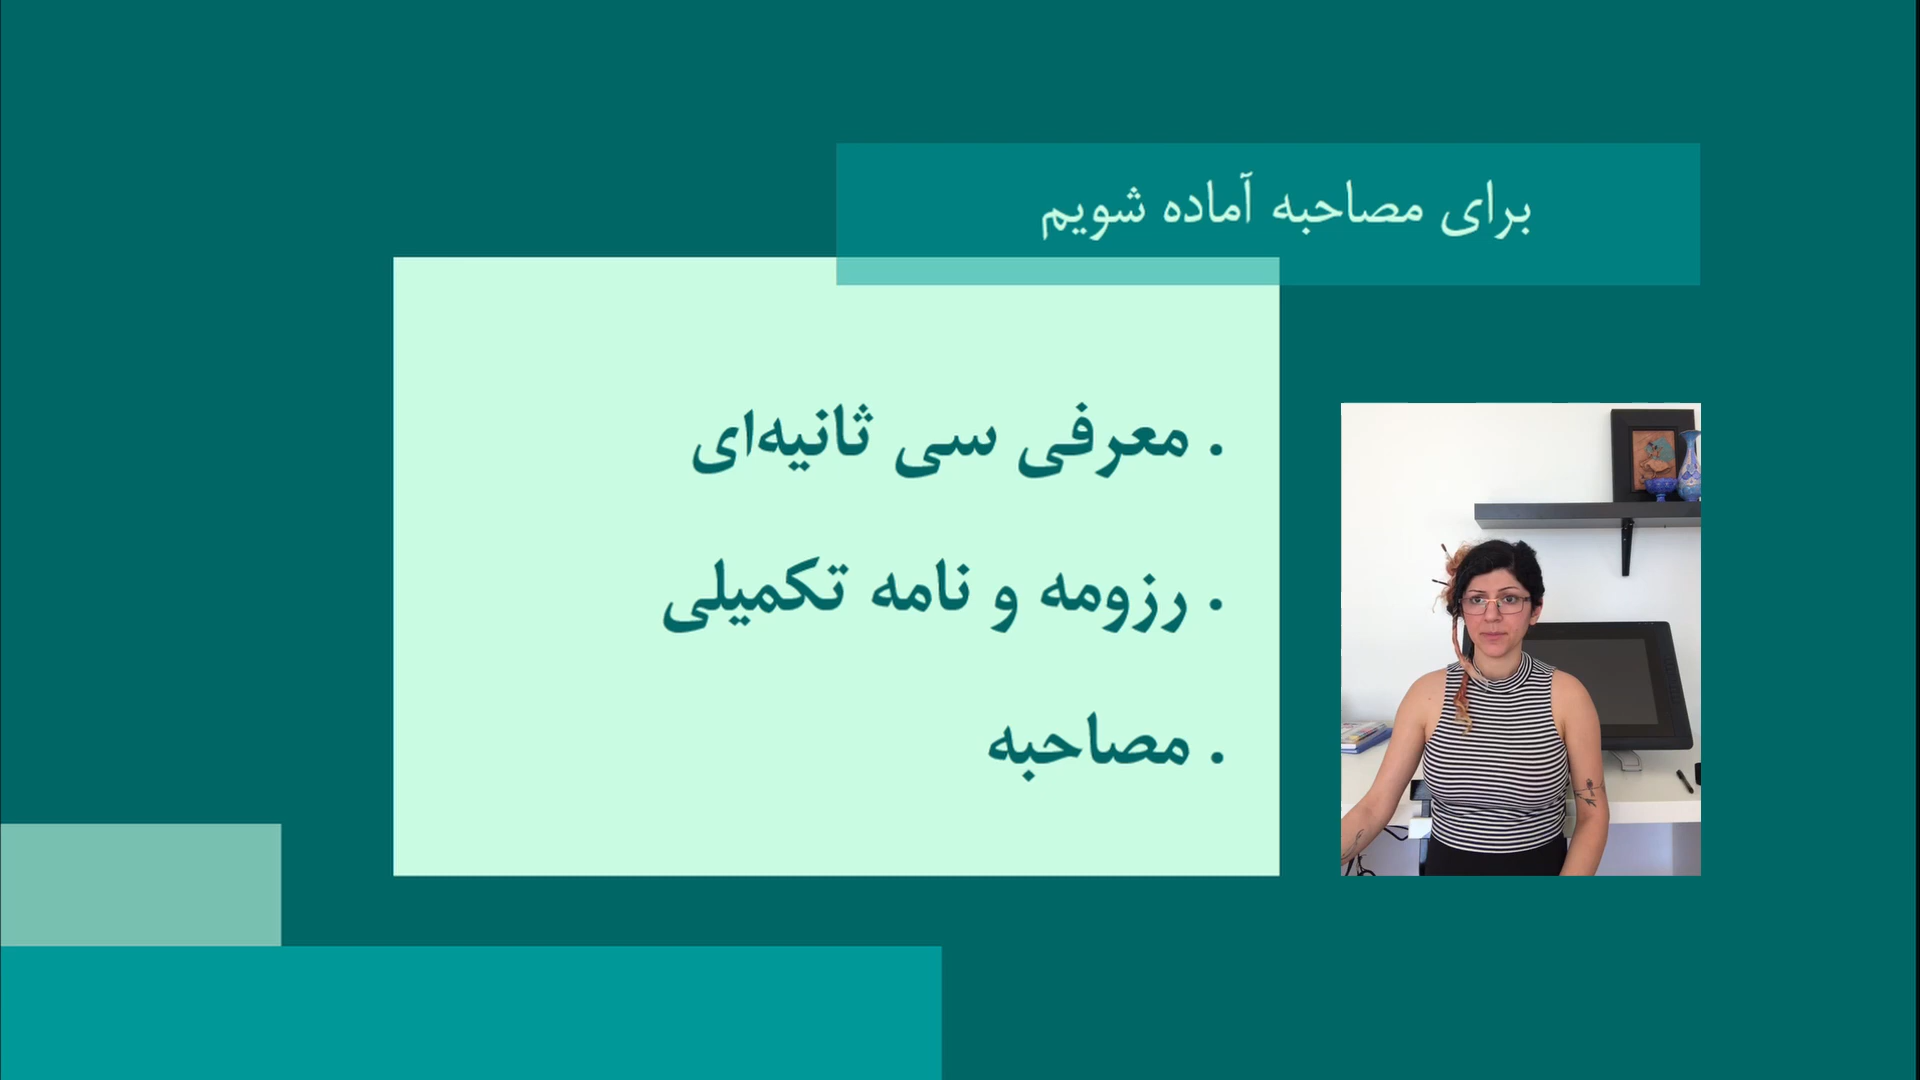 برای مصاحبه آماده شویم
. معرفی سی ثانیه‌ای
. رزومه و نامه تکمیلی
. مصاحبه